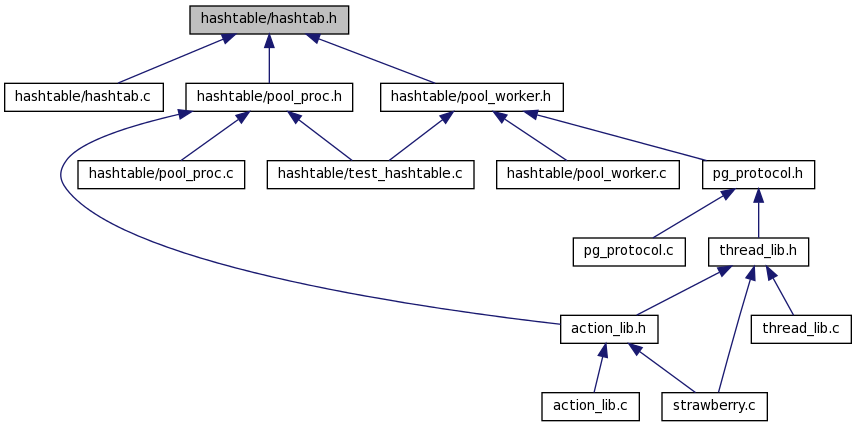 hashtable/hashtab.h
hashtable/hashtab.c
hashtable/pool_proc.h
hashtable/pool_worker.h
hashtable/pool_proc.c
hashtable/test_hashtable.c
hashtable/pool_worker.c
pg_protocol.h
pg_protocol.c
thread_lib.h
action_lib.h
thread_lib.c
action_lib.c
strawberry.c